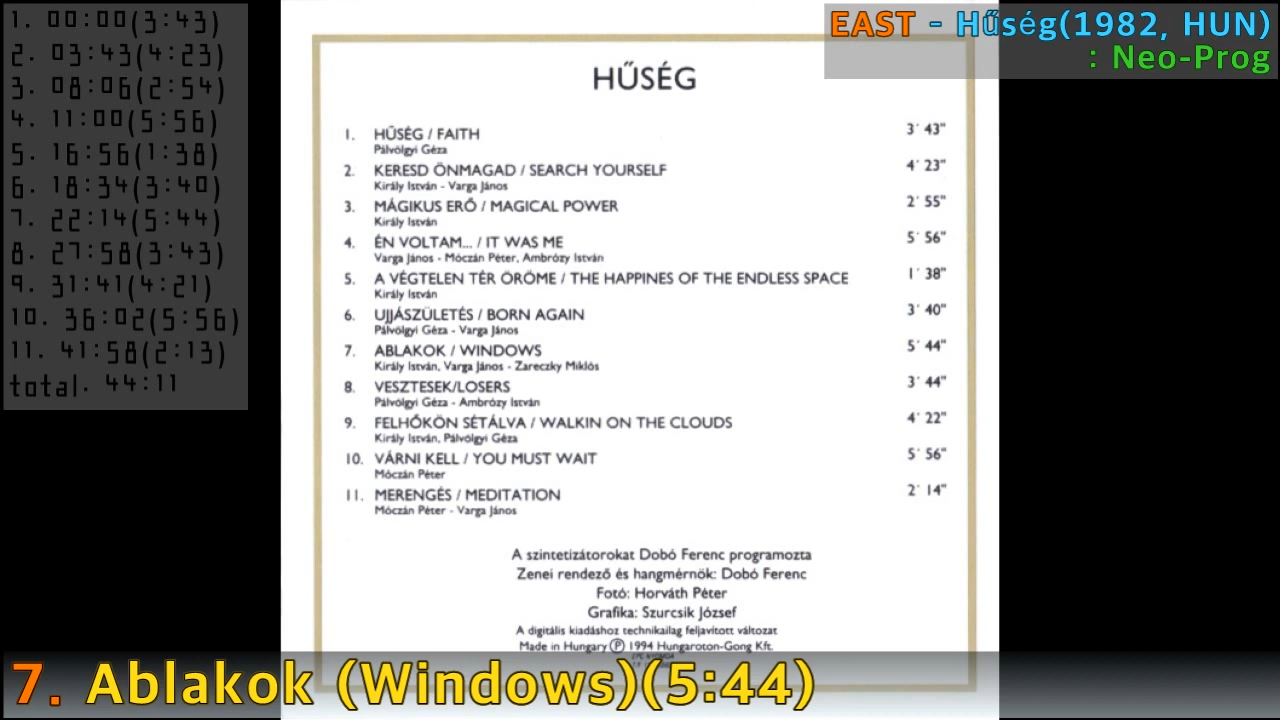 1. 00:00(3:43)
2. 03:43(4:23)
3. 08:06(2:54)
4. 11:00(5:56)
5. 16:56(1:38)
6. 18:34(3:40)
7. 22:14(5:44)
8. 27:58(3:43)
9. 31:41(4:21)
10. 36:02(5:56)
11. 41:58(2:13)
total. 44:11
EAST - Hűség(1982, HUN)
: Neo-Prog
HŰSÉG
1. HŰSÉG / FAITH 3' 43"
Pálvölgyi Géza
2. KERESD ÖNMAGAD / SEARCH YOURSELF 4' 23"
Király István - Varga János
3. MÁGIKUS ERŐ / MAGICAL POWER 2' 55"
Király István
4. ÉN VOLTAM... / IT WAS ME 5' 56"
Varga János - Móczán Péter, Ambrózy István
5. A VÉGTELEN TÉR ÖRÖME / THE HAPPINES OF THE ENDLESS SPACE 1' 38"
Király István
6. UJJÁSZÜLETÉS / BORN AGAIN 3' 40"
Pálvölgyi Géza - Varga János
7. ABLAKOK / WINDOWS 5' 44"
Király István, Varga János - Zareczky Miklós
8. VESZTESEK/LOSERS 3' 44"
Pálvölgyi Géza - Ambrózy István
9. FELHŐKÖN SÉTÁLVA / WALKIN ON THE CLOUDS 4' 22"
Király István, Pálvölgyi Géza
10. VÁRNI KELL / YOU MUST WAIT 5' 56"
Móczán Péter
11. MERENGÉS / MEDITATION 2' 14"
Móczán Péter - Varga János
A szintetizátorokat Dobó Ferenc programozta
Zenei rendező és hangmérnök: Dobó Ferenc
Fotó: Horváth Péter
Grafika: Szurcsik József
A digitális kiadáshoz technikailag feljavított változat
Made in Hungary Ⓟ 1994 Hungaroton-Gong Kft.
7. Ablakok (Windows)(5:44)